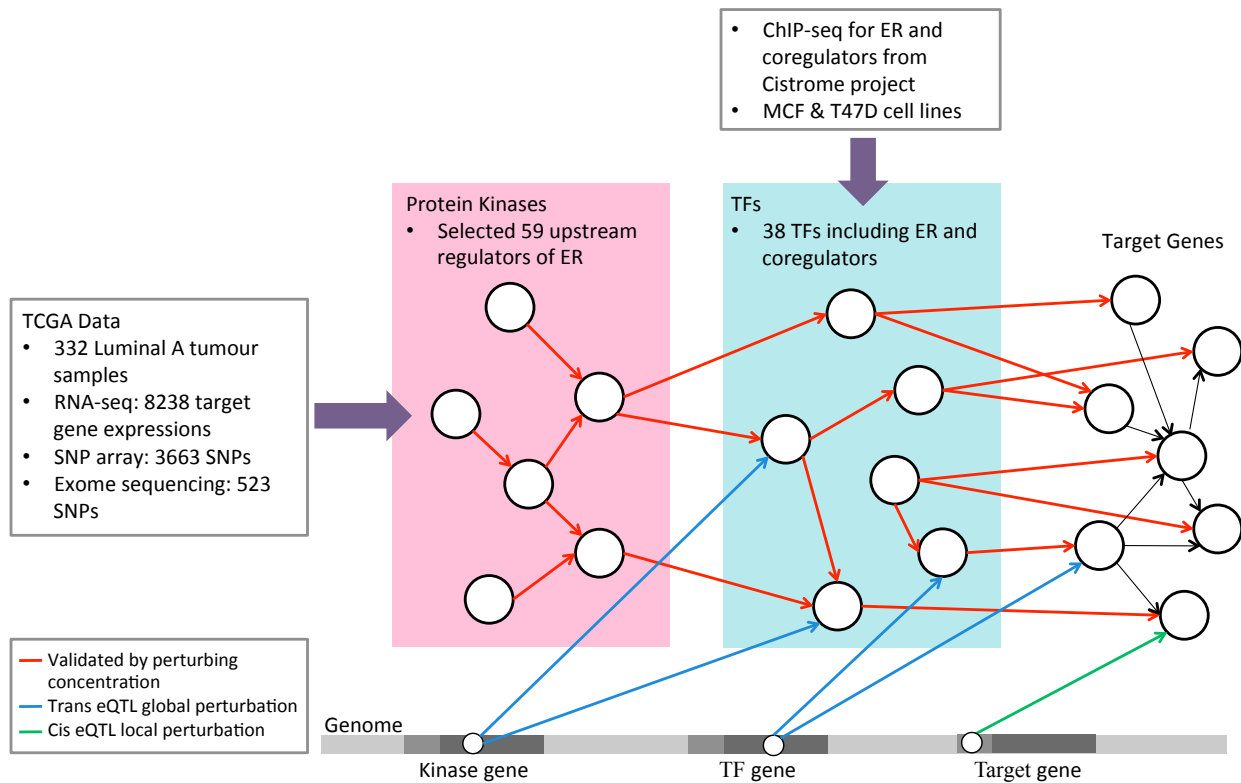 • ChIP-seq for ER and
coregulators from
Cistrome project
• MCF & T47D cell lines
Protein Kinases
• Selected 59 upstream
regulators of ER
TFs
• 38 TFs including ER and
coregulators
Target Genes
TCGA Data
• 332 Luminal A tumour
samples
• RNA-seq: 8238 target
gene expressions
• SNP array: 3663 SNPs
• Exome sequencing: 523
SNPs
Validated by perturbing
concentration
Trans eQTL global perturbation
Cis eQTL local perturbation
Genome
Kinase gene
TF gene
Target gene